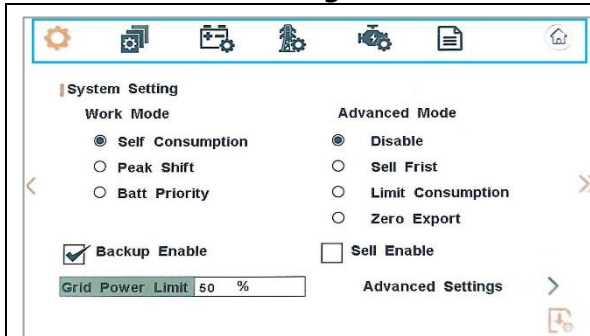 System Setting
Work Mode
Self Consumption
Peak Shift
Batt Priority
Advanced Mode
Disable
Sell Frist
Limit Consumption
Zero Export
Backup Enable
Sell Enable
Grid Power Limit 50 %
Advanced Settings